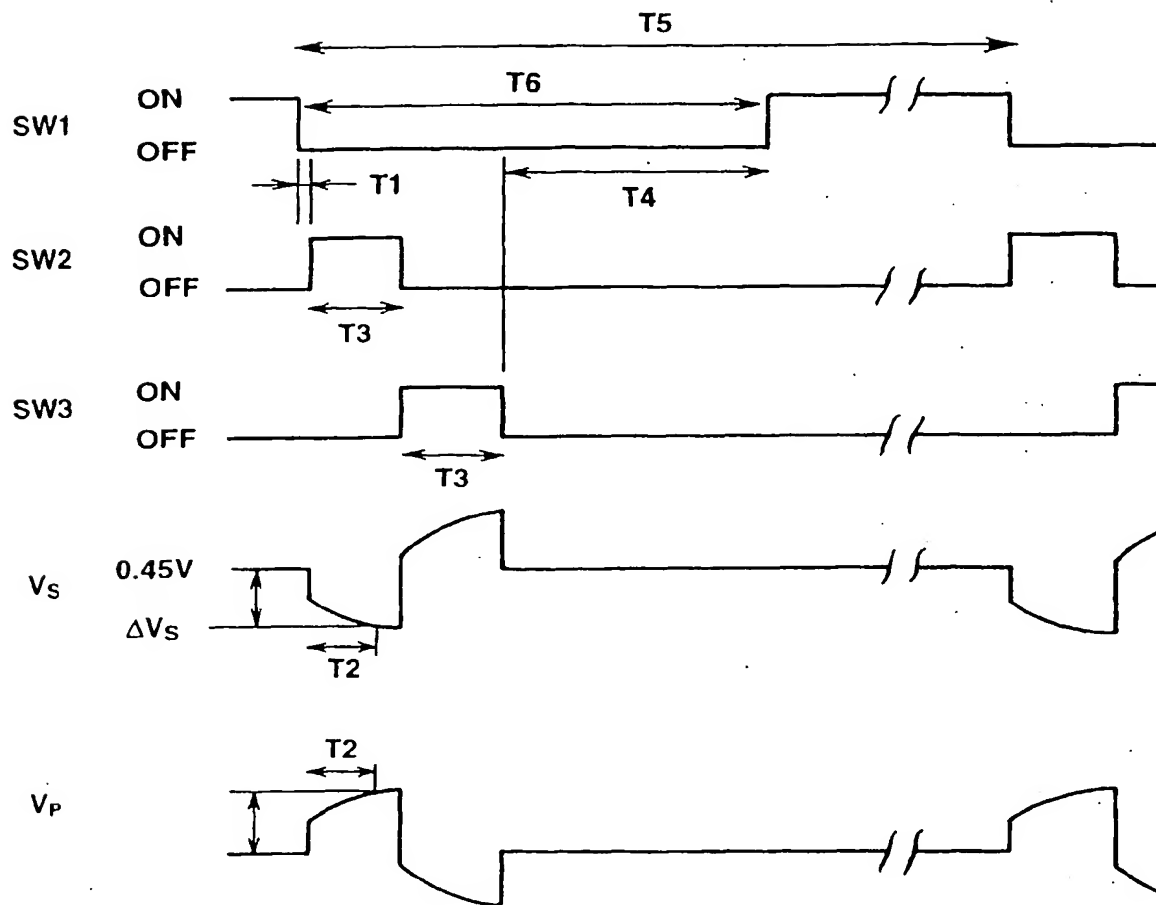 T5
T6
SW1 ON
OFF
T1
T4
SW2 ON
OFF
T3
SW3 ON
OFF
T3
VS 0.45V
ΔVS
T2
T2
VP